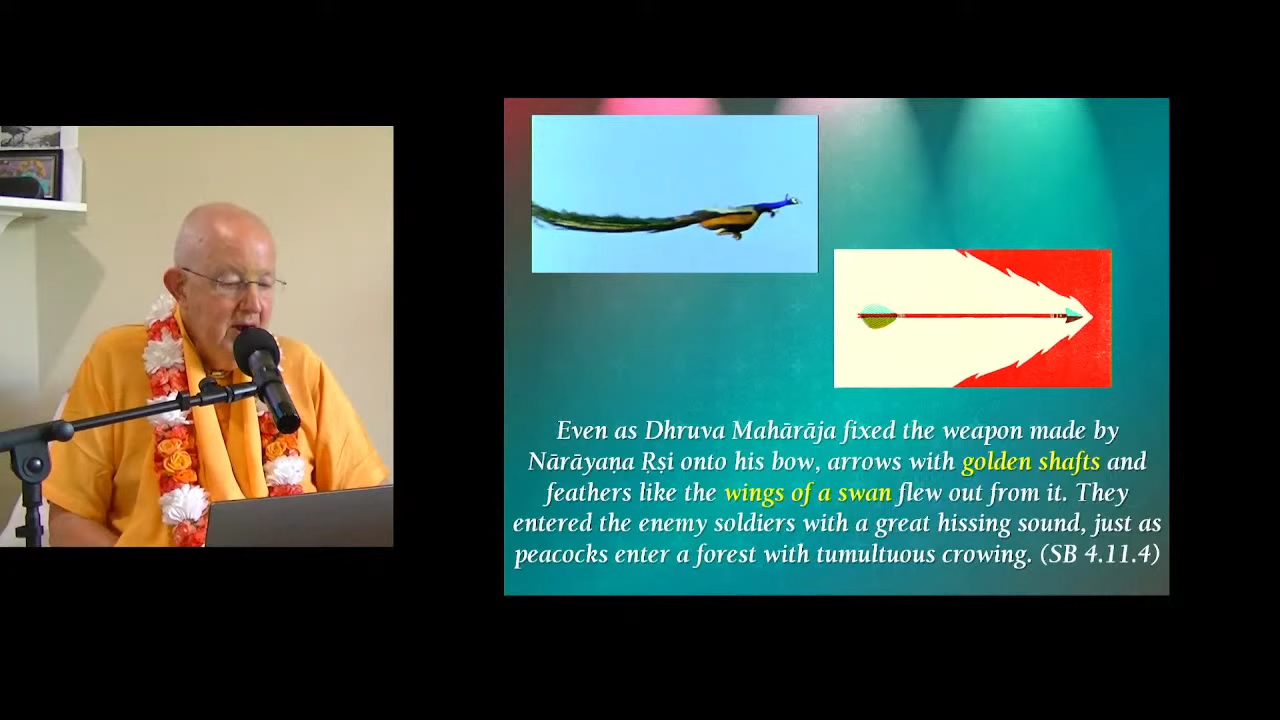 Even as Dhruva Mahārāja fixed the weapon made by
Nārāyaṇa Ṛṣi onto his bow, arrows with golden shafts and
feathers like the wings of a swan flew out from it. They
entered the enemy soldiers with a great hissing sound, just as
peacocks enter a forest with tumultuous crowing. (SB 4.11.4)